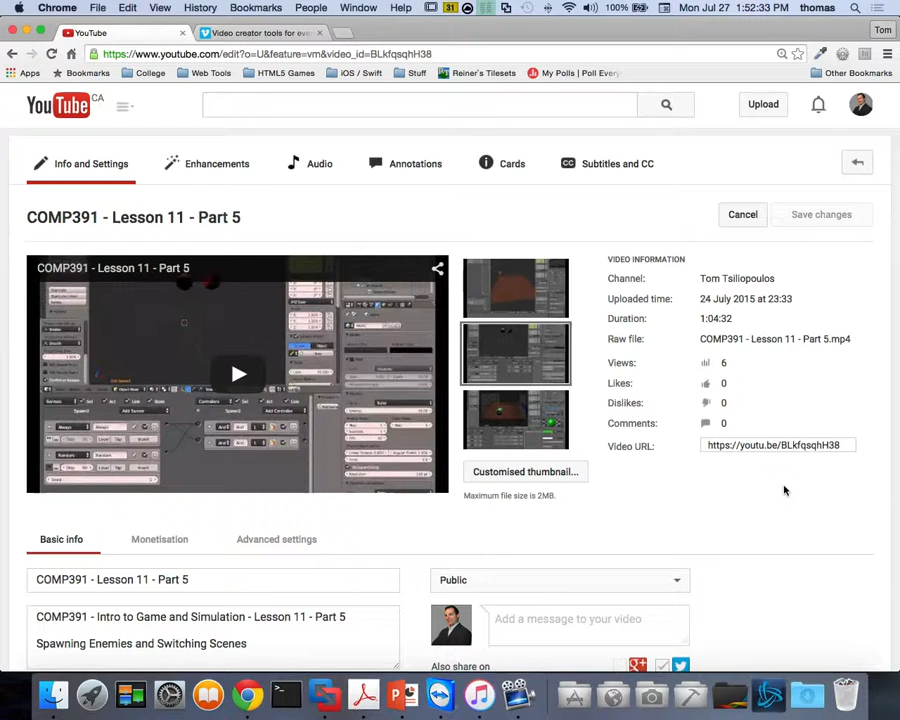 Chrome File Edit View History Bookmarks People Window Help 31 100% Mon Jul 27 1:52:33 PM thomas
YouTube Video creator tools for eve Tom
https://www.youtube.com/edit?o=U&feature=vm&video_id=BLkfqsqhH38
Apps Bookmarks College Web Tools HTML5 Games iOS / Swift Stuff Reiner's Tilesets My Polls | Poll Every Other Bookmarks
YouTube CA Upload
Info and Settings Enhancements Audio Annotations Cards CC Subtitles and CC
COMP391 - Lesson 11 - Part 5 Cancel Save changes
COMP391 - Lesson 11 - Part 5
VIDEO INFORMATION
Channel: Tom Tsiliopoulos
Uploaded time: 24 July 2015 at 23:33
Duration: 1:04:32
Raw file: COMP391 - Lesson 11 - Part 5.mp4
Views: 6
Likes: 0
Dislikes: 0
Comments: 0
Video URL: https://youtu.be/BLkfqsqhH38
Customised thumbnail...
Maximum file size is 2MB.
Basic info Monetisation Advanced settings
COMP391 - Lesson 11 - Part 5 Public
COMP391 - Intro to Game and Simulation - Lesson 11 - Part 5 Add a message to your video
Spawning Enemies and Switching Scenes
Also share on